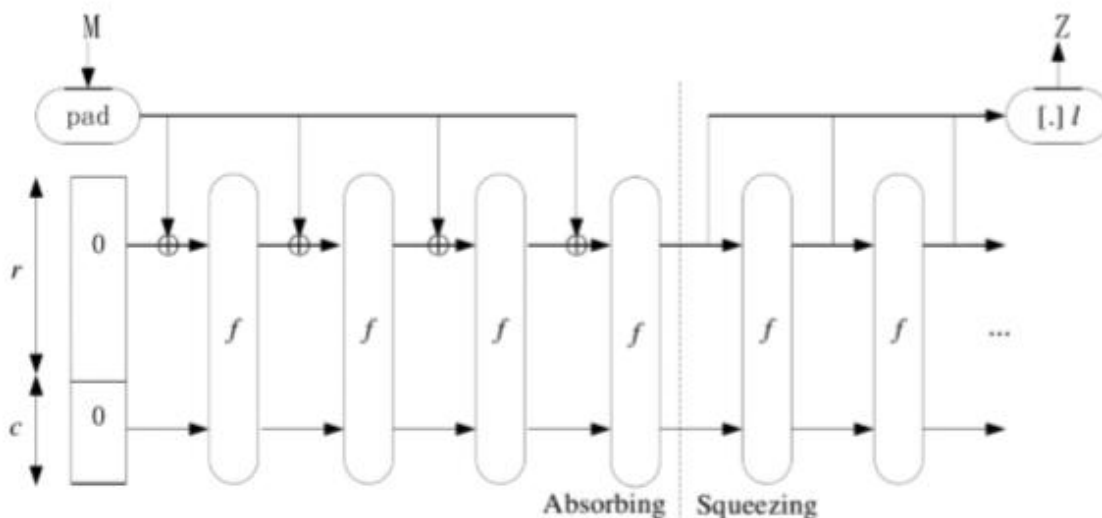 M Z
pad [.] l
0
r
f f f f f f ...
0
c
Absorbing Squeezing